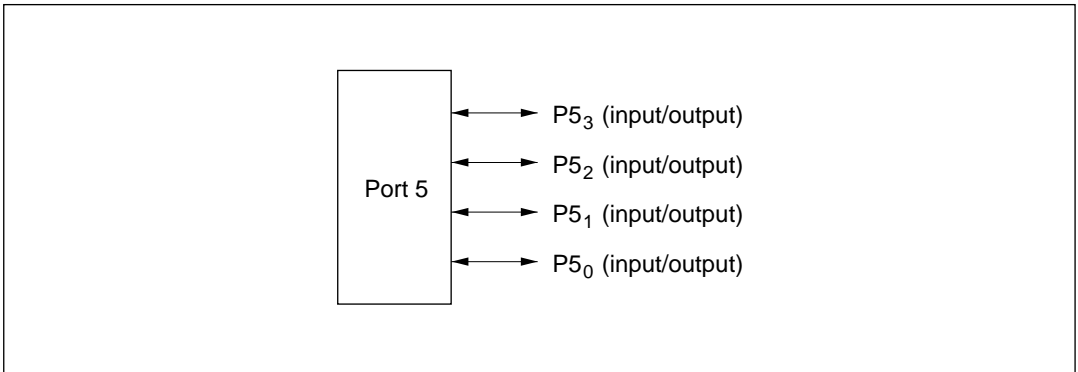 P5₃ (input/output)
P5₂ (input/output)
Port 5
P5₁ (input/output)
P5₀ (input/output)